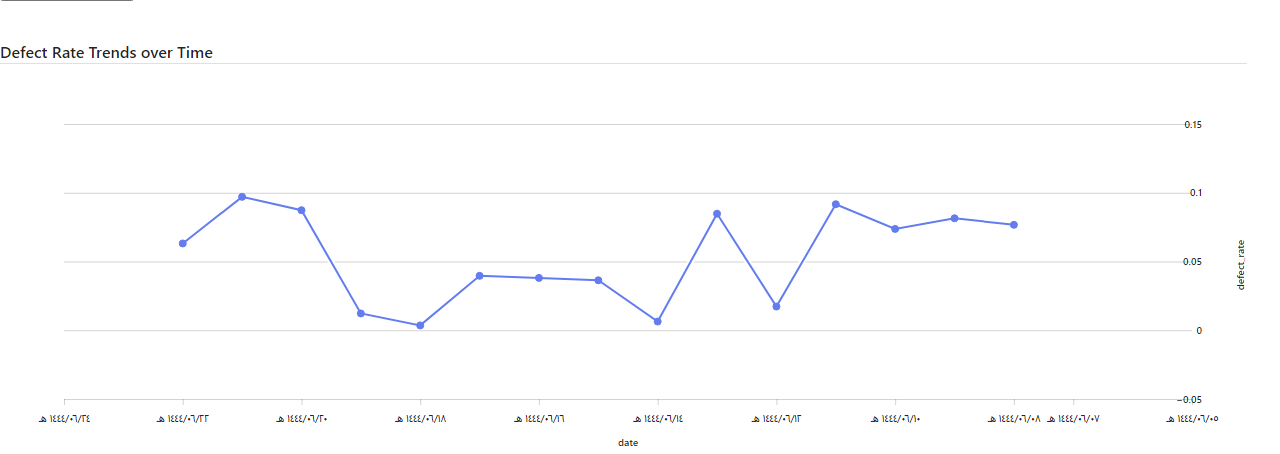 Defect Rate Trends over Time
0.15
0.1
0.05
0
-0.05
defect_rate
١٤٤٤/٠٦/٢٤ هـ
١٤٤٤/٠٦/٢٢ هـ
١٤٤٤/٠٦/٢٠ هـ
١٤٤٤/٠٦/١٨ هـ
١٤٤٤/٠٦/١٦ هـ
١٤٤٤/٠٦/١٤ هـ
١٤٤٤/٠٦/١٢ هـ
١٤٤٤/٠٦/١٠ هـ
١٤٤٤/٠٦/٠٨ هـ
١٤٤٤/٠٦/٠٧ هـ
١٤٤٤/٠٦/٠٥ هـ
date